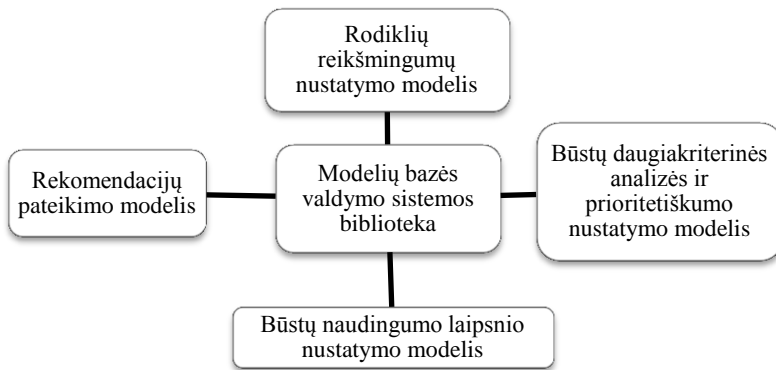 Rodiklių
reikšmingumų
nustatymo modelis
Rekomendacijų
pateikimo modelis
Modelių bazės
valdymo sistemos
biblioteka
Būstų daugiakriterinės
analizės ir
prioritetiškumo
nustatymo modelis
Būstų naudingumo laipsnio
nustatymo modelis